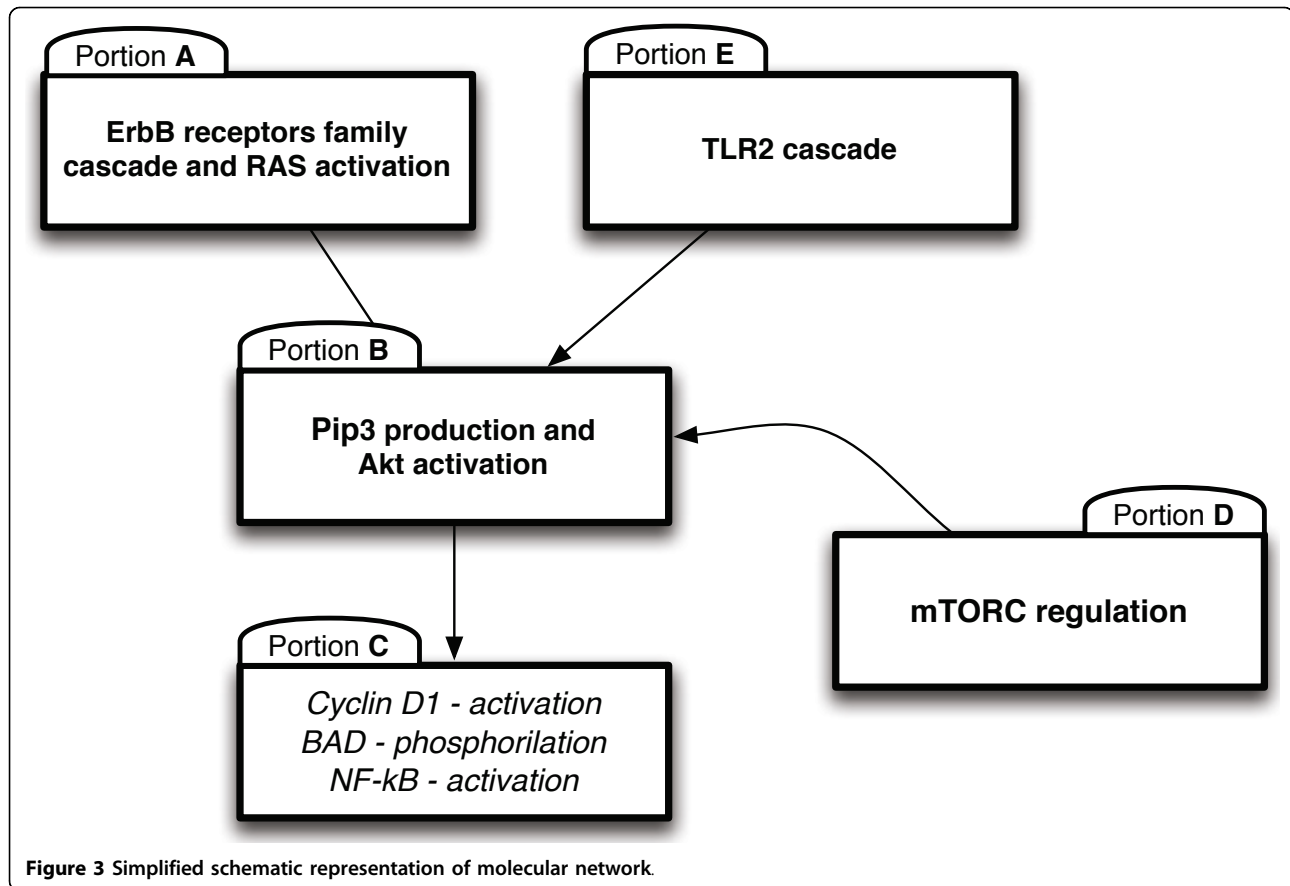 Portion A
ErbB receptors family
cascade and RAS activation
Portion E
TLR2 cascade
Portion B
Pip3 production and
Akt activation
Portion D
mTORC regulation
Portion C
Cyclin D1 - activation
BAD - phosphorilation
NF-kB - activation
Figure 3 Simplified schematic representation of molecular network.